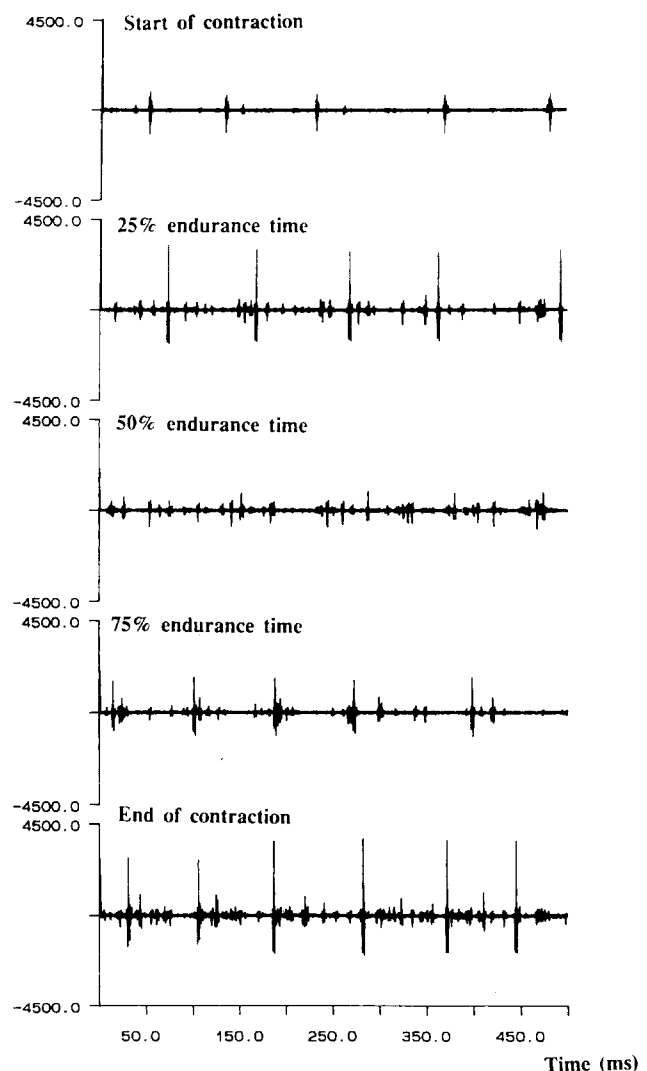 4500.0 Start of contraction
-4500.0
4500.0 25% endurance time
-4500.0
4500.0 50% endurance time
-4500.0
4500.0 75% endurance time
-4500.0
4500.0 End of contraction
-4500.0
50.0 150.0 250.0 350.0 450.0
Time (ms)